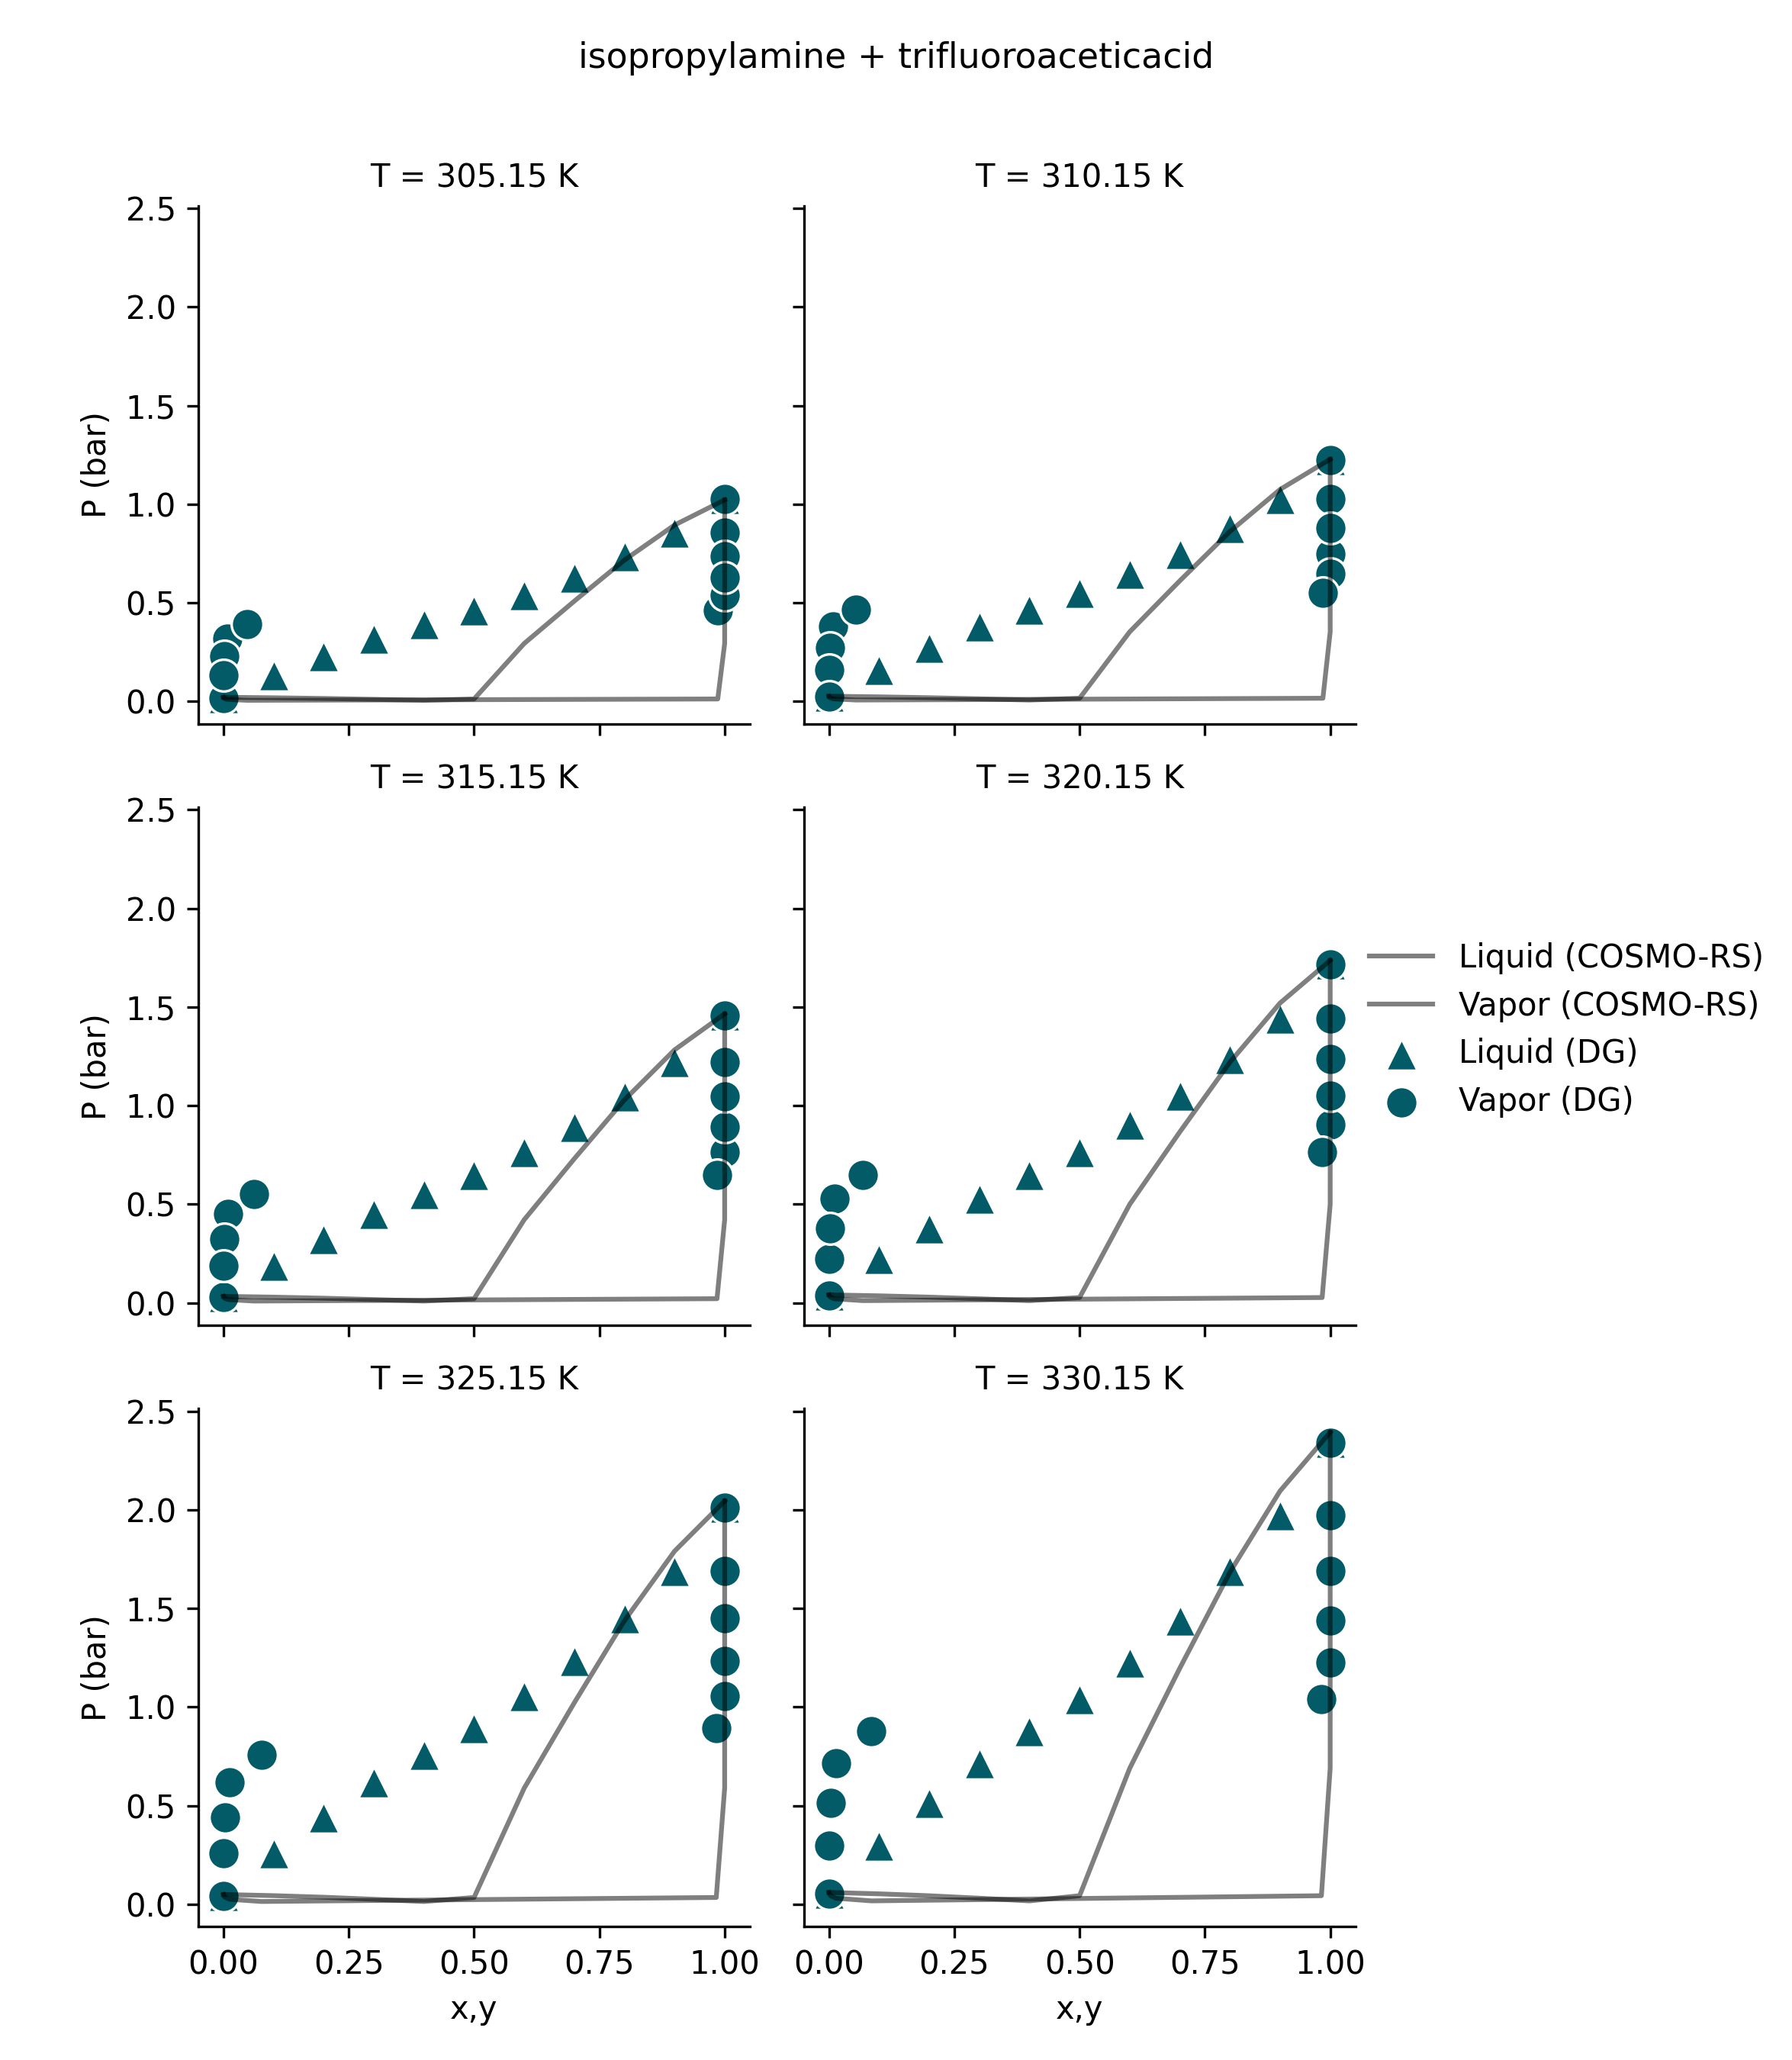 isopropylamine + trifluoroaceticacid
T = 305.15 K
T = 310.15 K
2.5
2.0
1.5
1.0
0.5
0.0
P (bar)
T = 315.15 K
T = 320.15 K
2.5
2.0
1.5
1.0
0.5
0.0
P (bar)
Liquid (COSMO-RS)
Vapor (COSMO-RS)
Liquid (DG)
Vapor (DG)
T = 325.15 K
T = 330.15 K
2.5
2.0
1.5
1.0
0.5
0.0
P (bar)
0.00 0.25 0.50 0.75 1.00
0.00 0.25 0.50 0.75 1.00
x,y
x,y